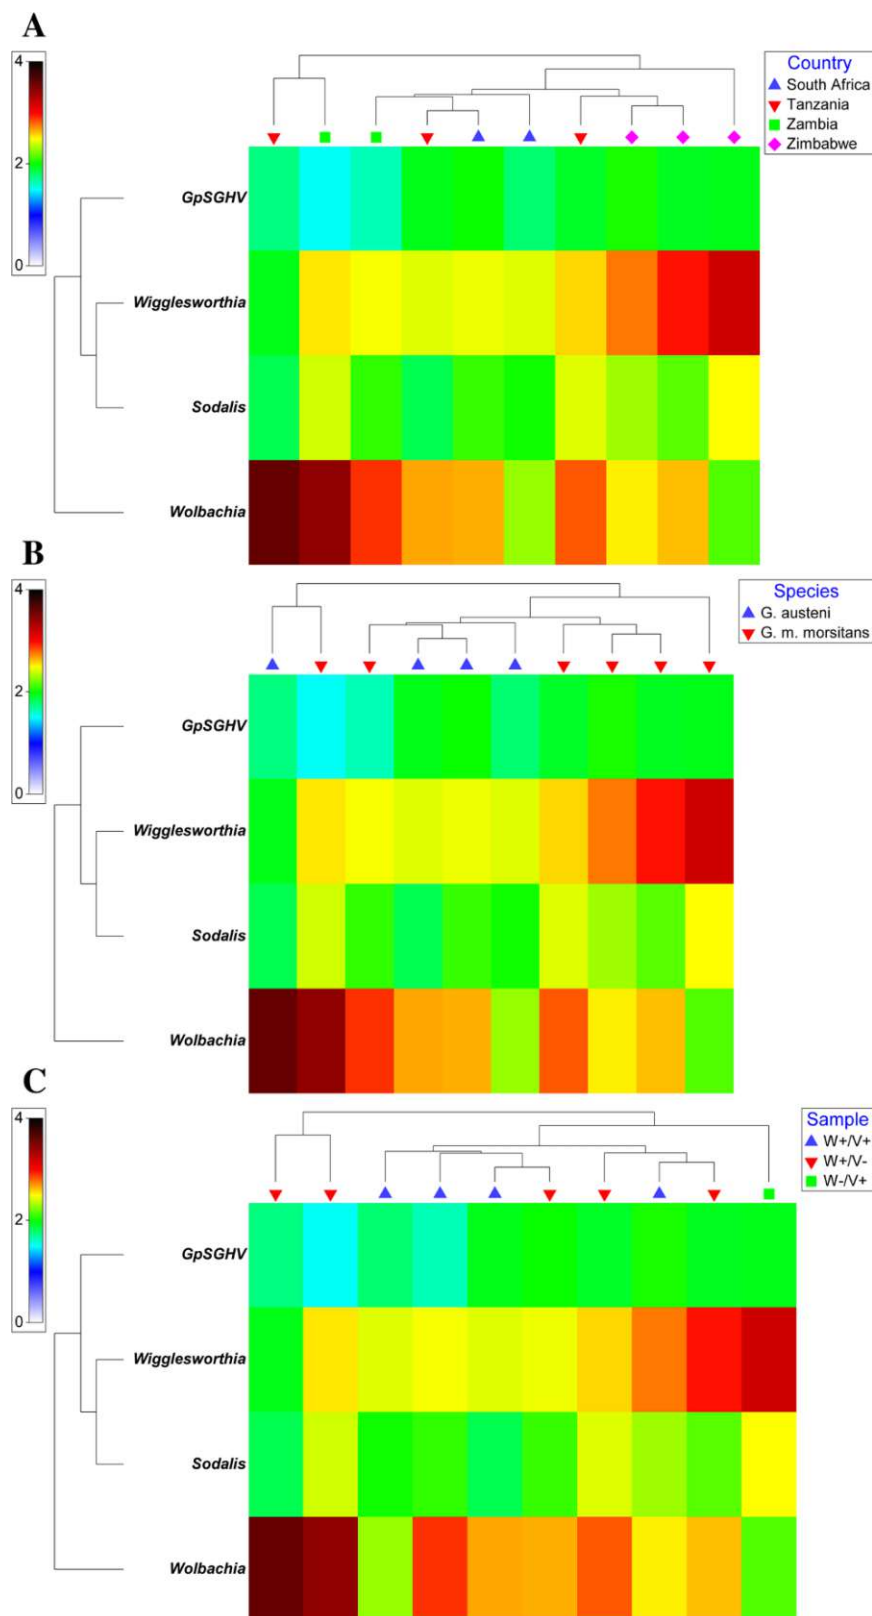 A
4
2
0
Country
South Africa
Tanzania
Zambia
Zimbabwe
GpSGHV
Wigglesworthia
Sodalis
Wolbachia
B
4
2
0
Species
G. austeni
G. m. morsitans
GpSGHV
Wigglesworthia
Sodalis
Wolbachia
C
4
2
0
Sample
W+/V+
W+/V-
W-/V+
GpSGHV
Wigglesworthia
Sodalis
Wolbachia